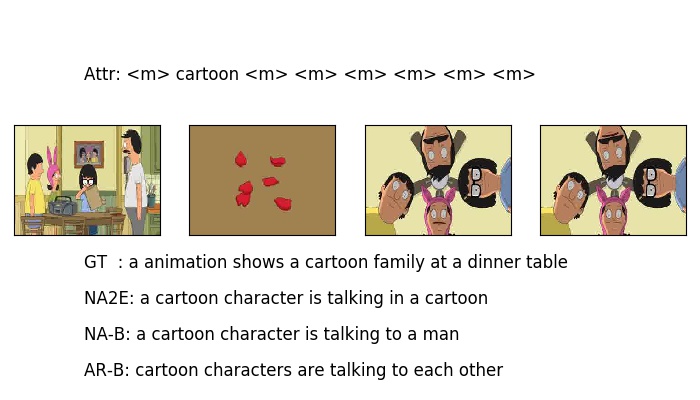 Attr: <m> cartoon <m> <m> <m> <m> <m> <m>
GT  : a animation shows a cartoon family at a dinner table
NA2E: a cartoon character is talking in a cartoon
NA-B: a cartoon character is talking to a man
AR-B: cartoon characters are talking to each other